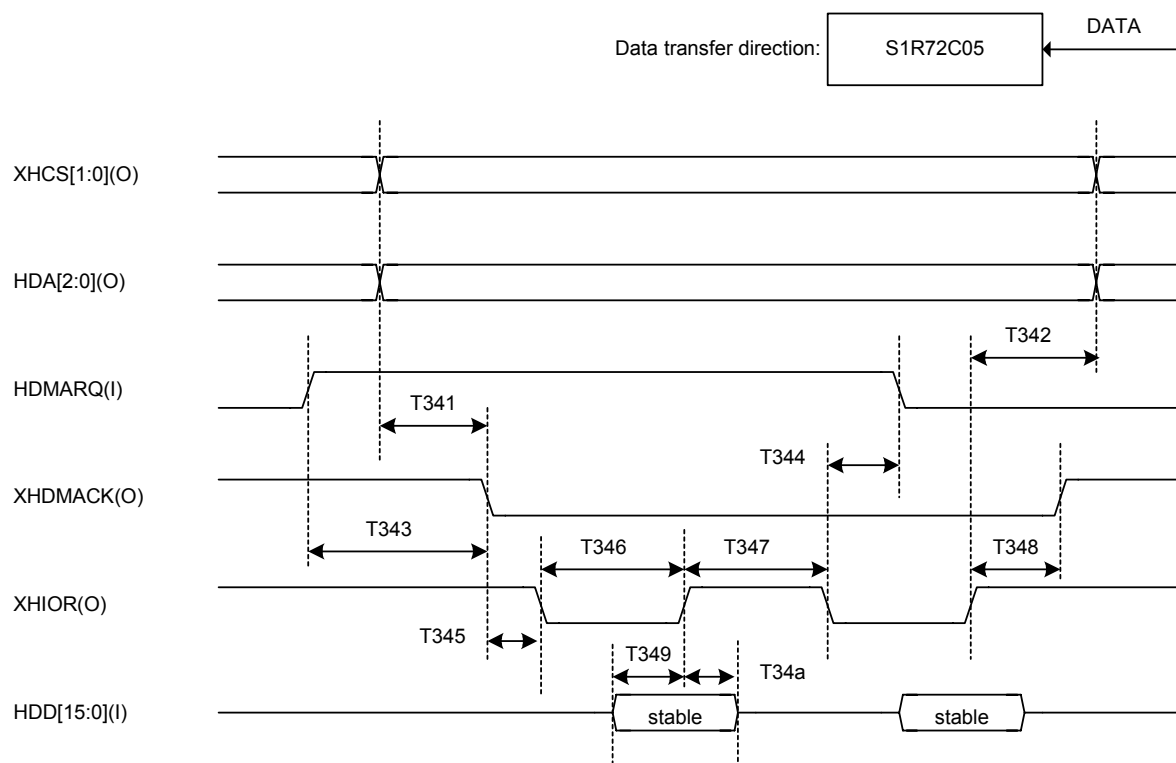 DATA
Data transfer direction: S1R72C05
XHCS[1:0](O)
HDA[2:0](O)
T342
HDMARQ(I)
T341
T344
XHDMACK(O)
T343
T346
T347
T348
XHIOR(O)
T345
T349
T34a
HDD[15:0](I)
stable
stable